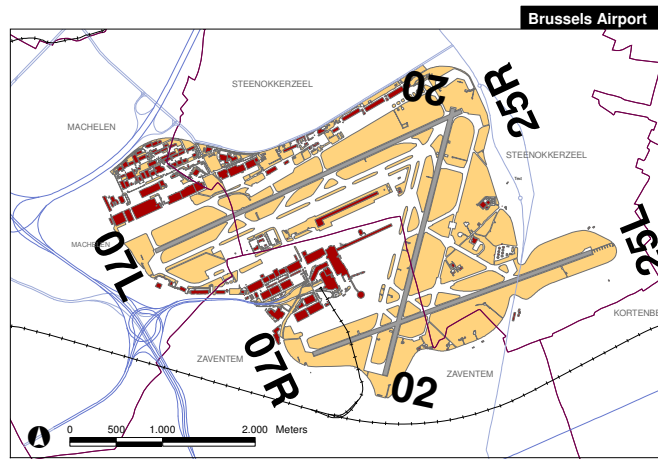 Brussels Airport
STEENOKKERZEEL
20
25R
MACHELEN
STEENOKKERZEEL
MACHELEN
07L
25L
KORTENBE
07R
ZAVENTEM
02
ZAVENTEM
0 500 1.000 2.000 Meters